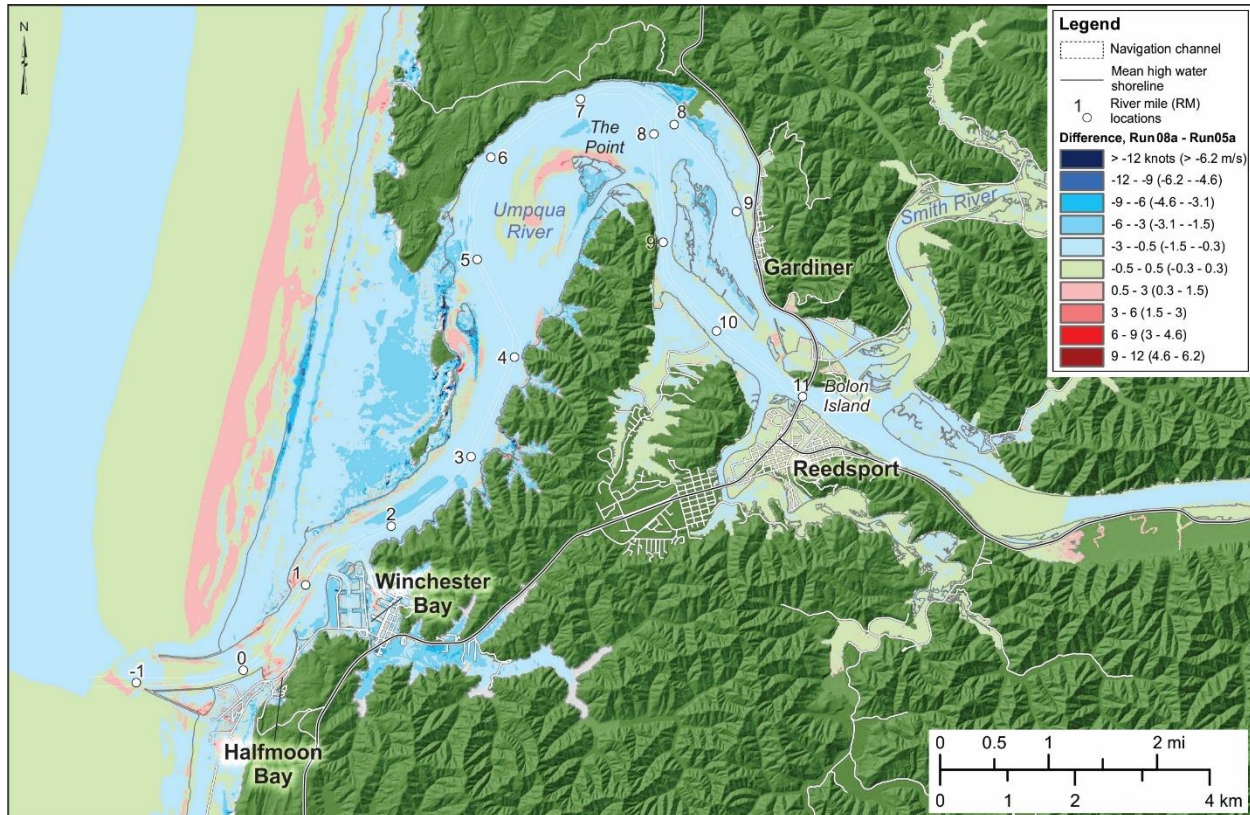 N
Legend
Navigation channel
Mean high water
shoreline
1 River mile (RM)
locations
Difference, Run08a - Run05a
> -12 knots (> -6.2 m/s)
-12 - -9 (-6.2 - -4.6)
-9 - -6 (-4.6 - -3.1)
-6 - -3 (-3.1 - -1.5)
-3 - -0.5 (-1.5 - -0.3)
-0.5 - 0.5 (-0.3 - 0.3)
0.5 - 3 (0.3 - 1.5)
3 - 6 (1.5 - 3)
6 - 9 (3 - 4.6)
9 - 12 (4.6 - 6.2)
7
8
The
Point
8
6
Umpqua
River
9
Smith River
9
5
Gardiner
10
4
11
Bolon
Island
3
Reedsport
2
1
Winchester
Bay
0
-1
Halfmoon
Bay
0 0.5 1 2 mi
0 1 2 4 km